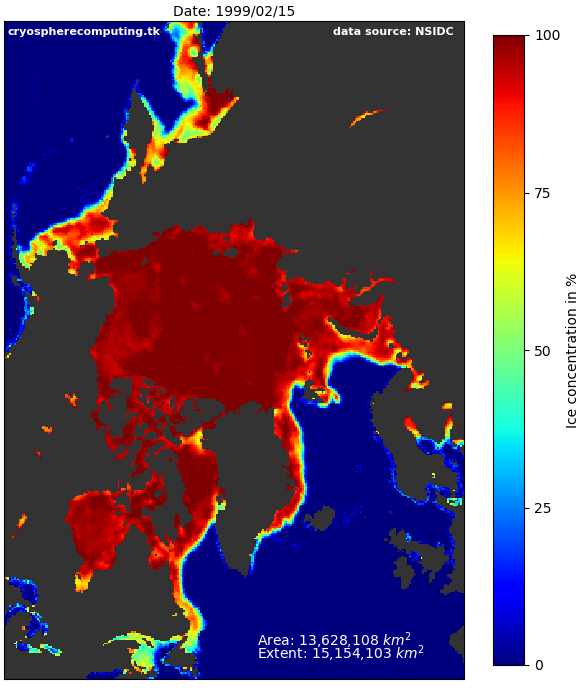 Date: 1999/02/15
cryospherecomputing.tk data source: NSIDC
100
75
50
25
0
Ice concentration in %
Area: 13,628,108 km²
Extent: 15,154,103 km²